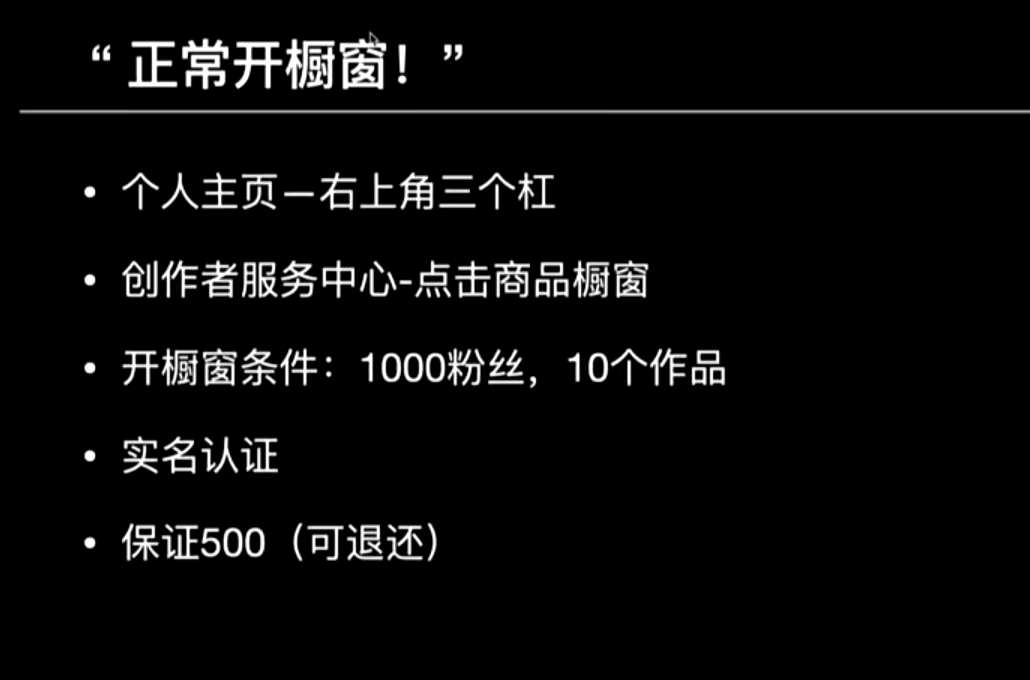 “ 正常开橱窗！”
• 个人主页—右上角三个杠
• 创作者服务中心-点击商品橱窗
• 开橱窗条件：1000粉丝，10个作品
• 实名认证
• 保证500（可退还）